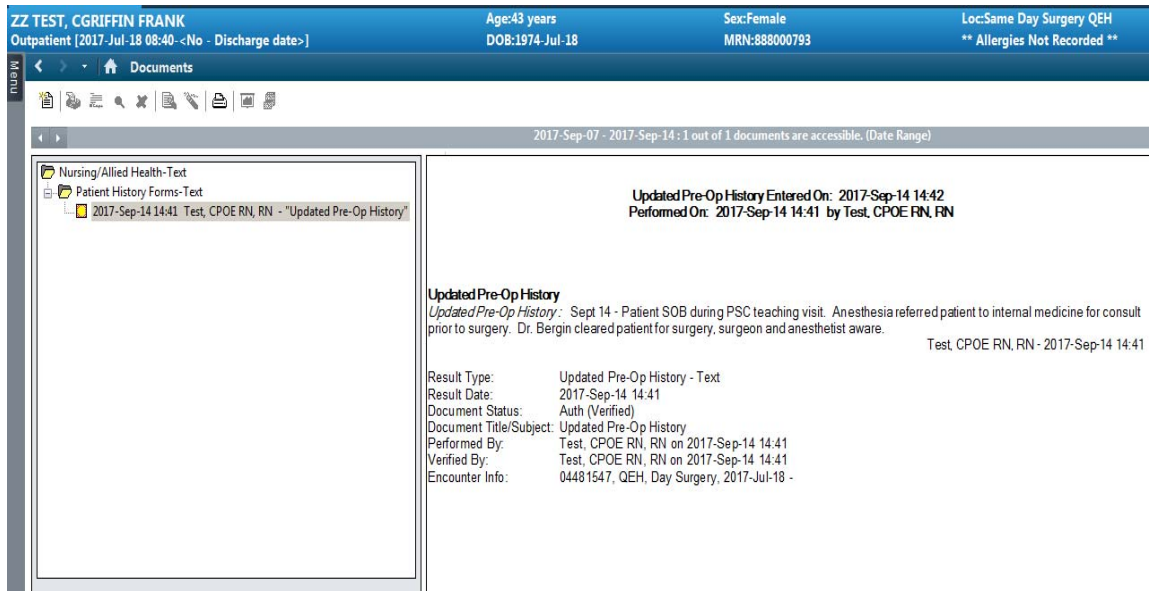 ZZ TEST, CGRIFFIN FRANK
Age:43 years
Sex:Female
Loc:Same Day Surgery QEH
Outpatient [2017-Jul-18 08:40-<No - Discharge date>]
DOB:1974-Jul-18
MRN:888000793
** Allergies Not Recorded **
Menu
Documents
2017-Sep-07 - 2017-Sep-14 : 1 out of 1 documents are accessible. (Date Range)
Nursing/Allied Health-Text
Patient History Forms-Text
2017-Sep-14 14:41 Test, CPOE RN, RN - "Updated Pre-Op History"
Updated Pre-Op History Entered On: 2017-Sep-14 14:42
Performed On: 2017-Sep-14 14:41 by Test, CPOE RN, RN
Updated Pre-Op History
Updated Pre-Op History: Sept 14 - Patient SOB during PSC teaching visit. Anesthesia referred patient to internal medicine for consult
prior to surgery. Dr. Bergin cleared patient for surgery, surgeon and anesthetist aware.
Test, CPOE RN, RN - 2017-Sep-14 14:41
Result Type: Updated Pre-Op History - Text
Result Date: 2017-Sep-14 14:41
Document Status: Auth (Verified)
Document Title/Subject: Updated Pre-Op History
Performed By: Test, CPOE RN, RN on 2017-Sep-14 14:41
Verified By: Test, CPOE RN, RN on 2017-Sep-14 14:41
Encounter Info: 04481547, QEH, Day Surgery, 2017-Jul-18 -